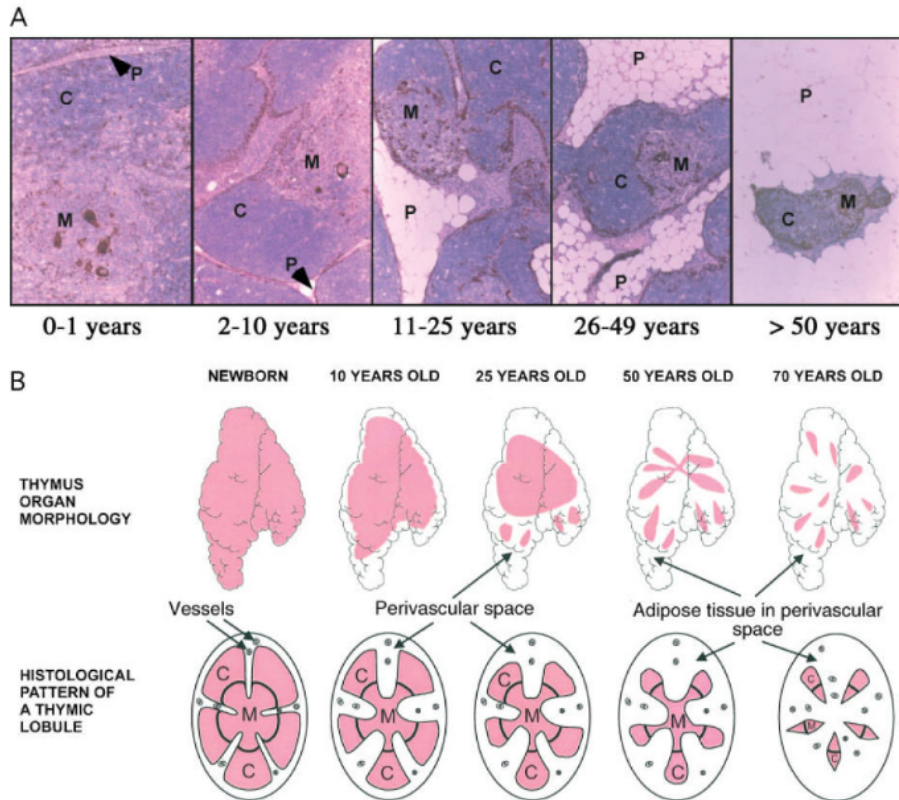 A
P
C
M
M
C
P
C
M
P
P
C
M
P
P
C
M
0-1 years
2-10 years
11-25 years
26-49 years
> 50 years
B
NEWBORN
10 YEARS OLD
25 YEARS OLD
50 YEARS OLD
70 YEARS OLD
THYMUS
ORGAN
MORPHOLOGY
Vessels
Perivascular space
Adipose tissue in perivascular
space
HISTOLOGICAL
PATTERN OF
A THYMIC
LOBULE
C
M
C
C
M
C
C
M
C
M
C
C
M
C